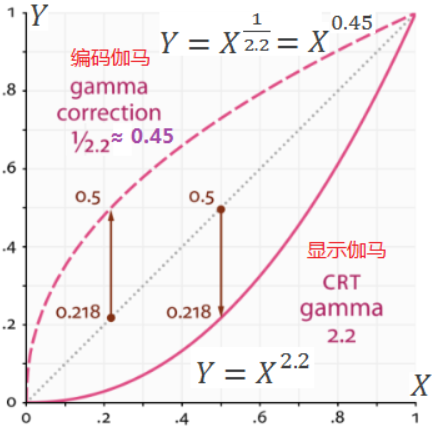 Y
Y = X^{\frac{1}{2.2}} = X^{0.45}
编码伽马
gamma
correction
1/2.2 ≈ 0.45
0.5
0.5
0.218
0.218
显示伽马
CRT
gamma
2.2
Y = X^{2.2}
X
1
.8
.6
.4
.2
0
0
.2
.4
.6
.8
1